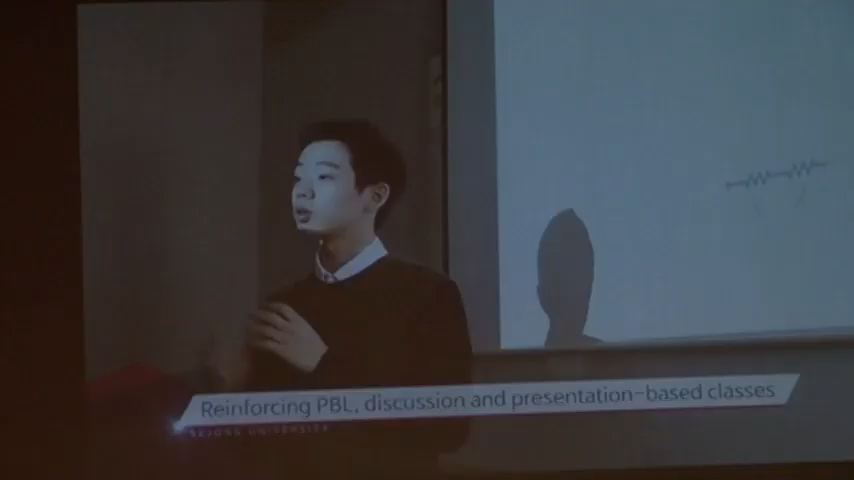 Reinforcing PBL, discussion and presentation-based classes
SEJONG UNIVERSITY